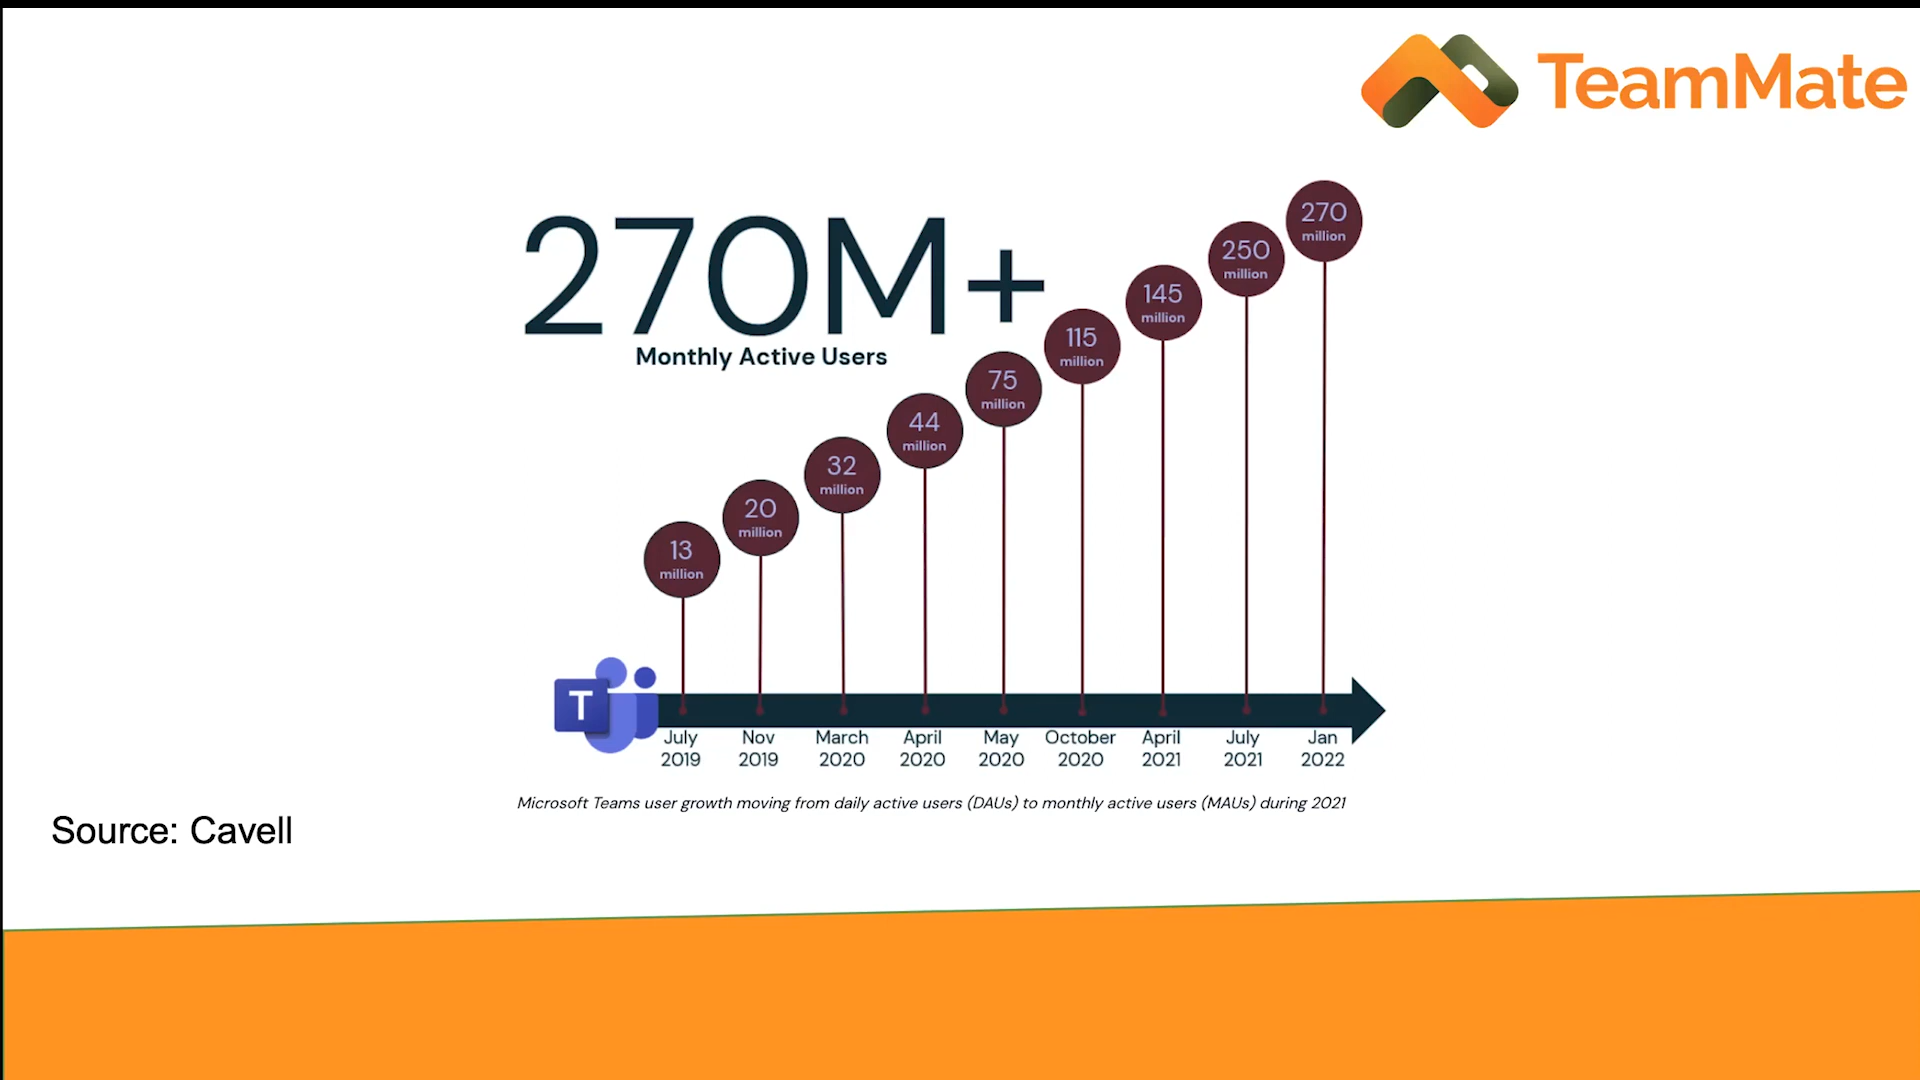 TeamMate
270M+
Monthly Active Users
13
million
20
million
32
million
44
million
75
million
115
million
145
million
250
million
270
million
T
July
2019
Nov
2019
March
2020
April
2020
May
2020
October
2020
April
2021
July
2021
Jan
2022
Microsoft Teams user growth moving from daily active users (DAUs) to monthly active users (MAUs) during 2021
Source: Cavell